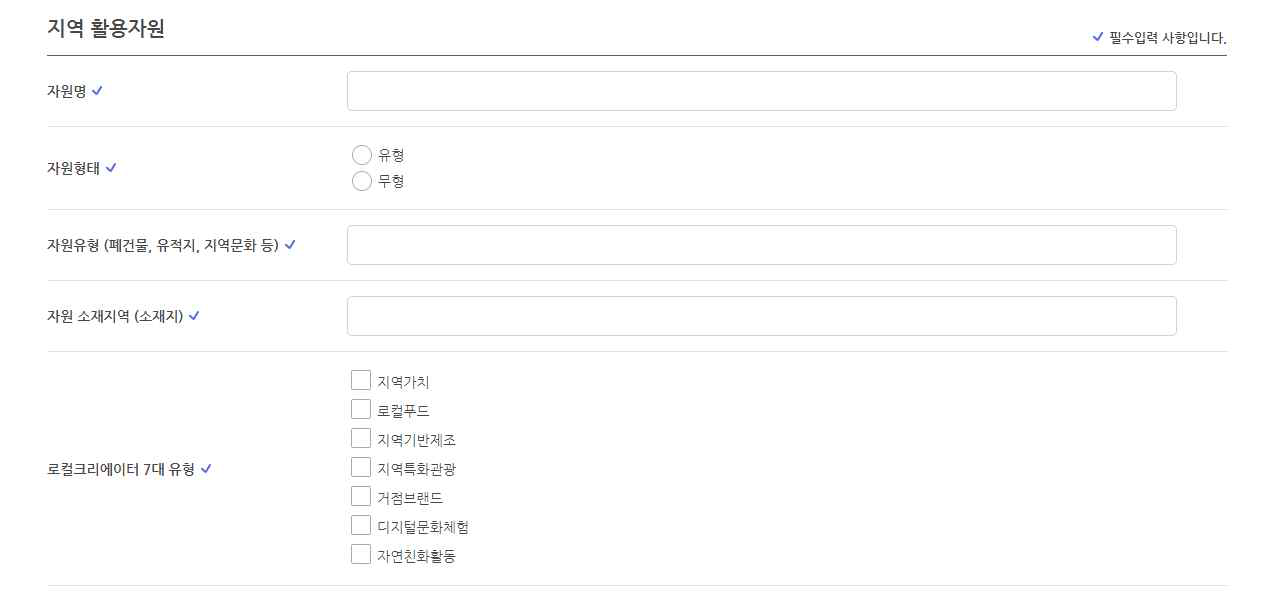 지역 활용자원
필수입력 사항입니다.
자원명
자원형태
유형
무형
자원유형 (폐건물, 유적지, 지역문화 등)
자원 소재지역 (소재지)
로컬크리에이터 7대 유형
지역가치
로컬푸드
지역기반제조
지역특화관광
거점브랜드
디지털문화체험
자연친화활동